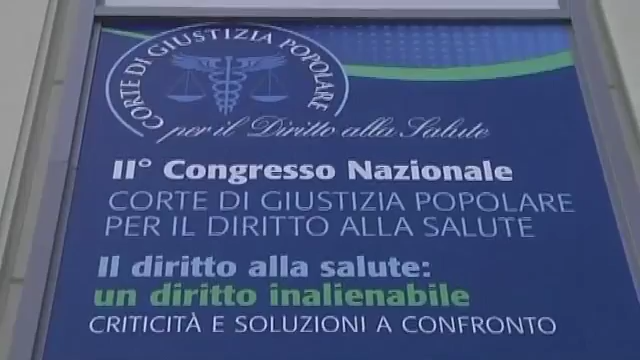 CORTE DI GIUSTIZIA POPOLARE
per il Diritto alla Salute
II° Congresso Nazionale
CORTE DI GIUSTIZIA POPOLARE
PER IL DIRITTO ALLA SALUTE
Il diritto alla salute:
un diritto inalienabile
CRITICITÀ E SOLUZIONI A CONFRONTO